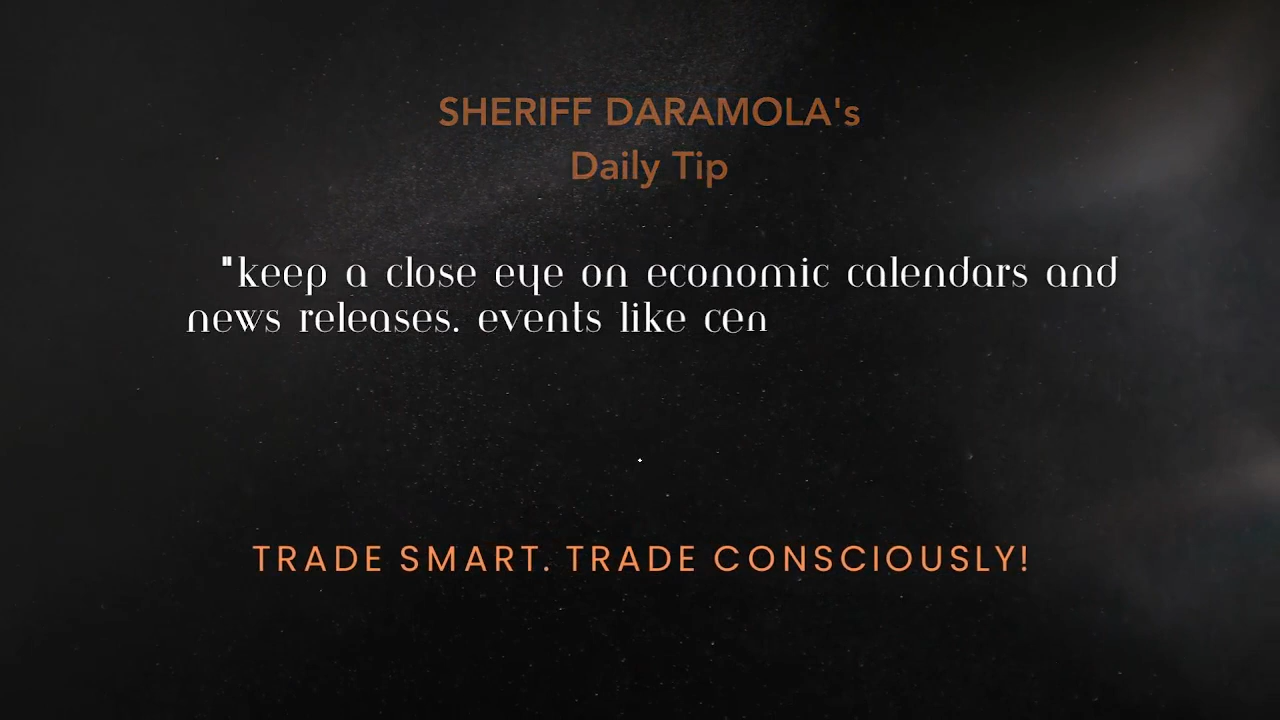 SHERIFF DARAMOLA's
Daily Tip
"keep a close eye on economic calendars and
news releases. events like cen
TRADE SMART. TRADE CONSCIOUSLY!